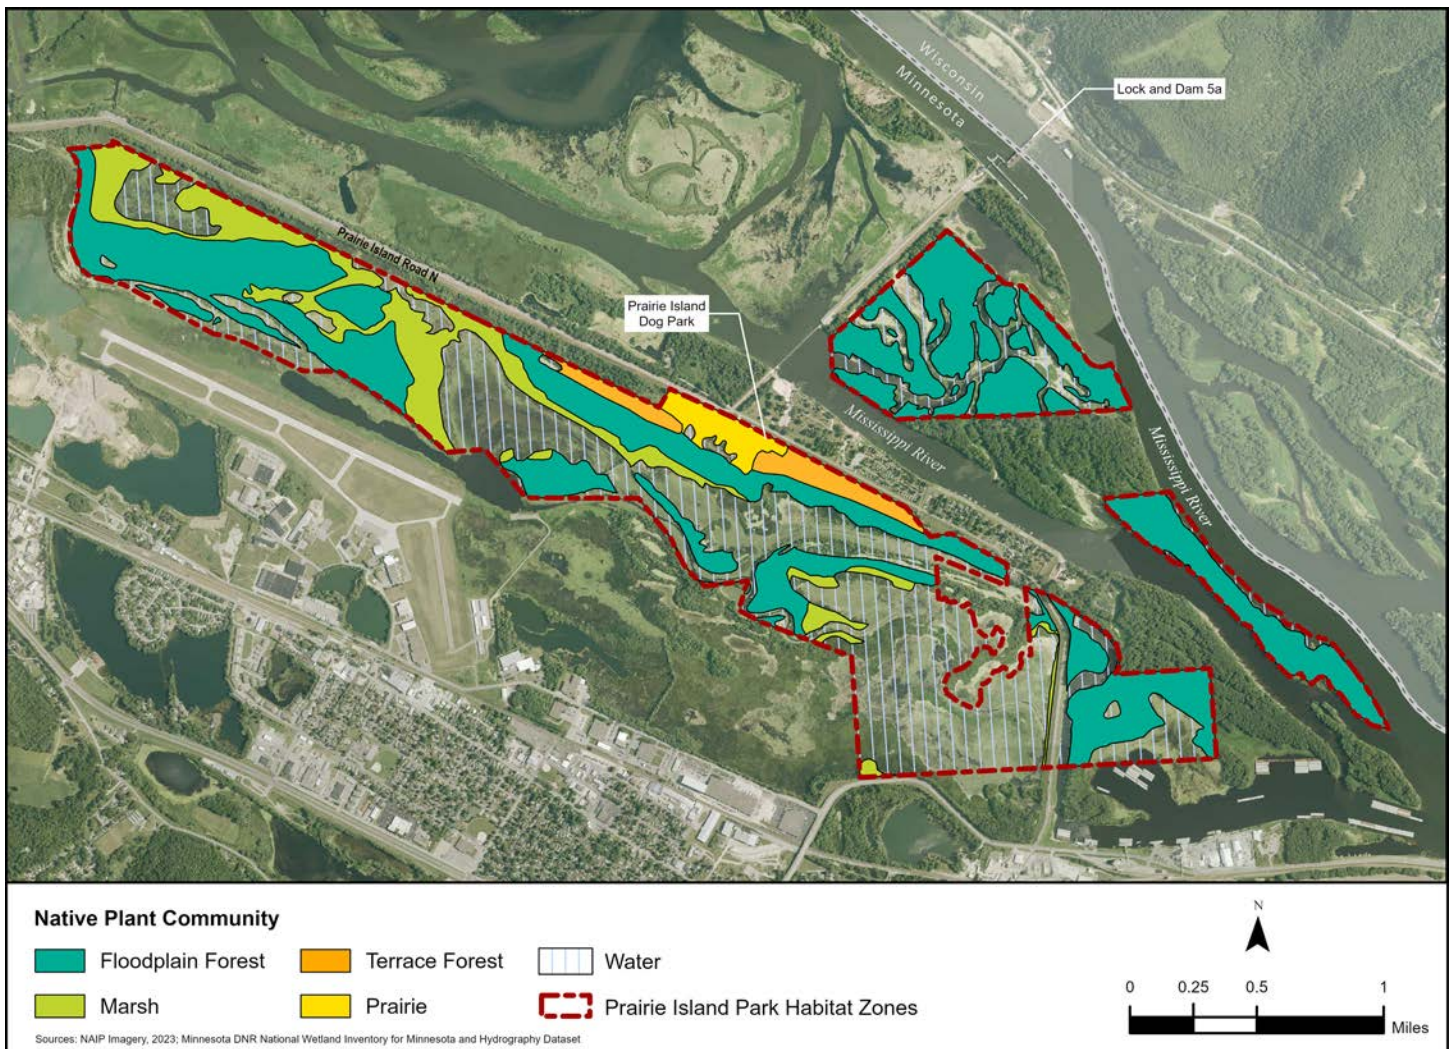 Wisconsin
Minnesota
Lock and Dam 5a
Prairie Island Road N
Prairie Island
Dog Park
Mississippi River
Mississippi River
Native Plant Community
Floodplain Forest
Terrace Forest
Water
Marsh
Prairie
Prairie Island Park Habitat Zones
N
0 0.25 0.5 1
Miles
Sources: NAIP Imagery, 2023; Minnesota DNR National Wetland Inventory for Minnesota and Hydrography Dataset